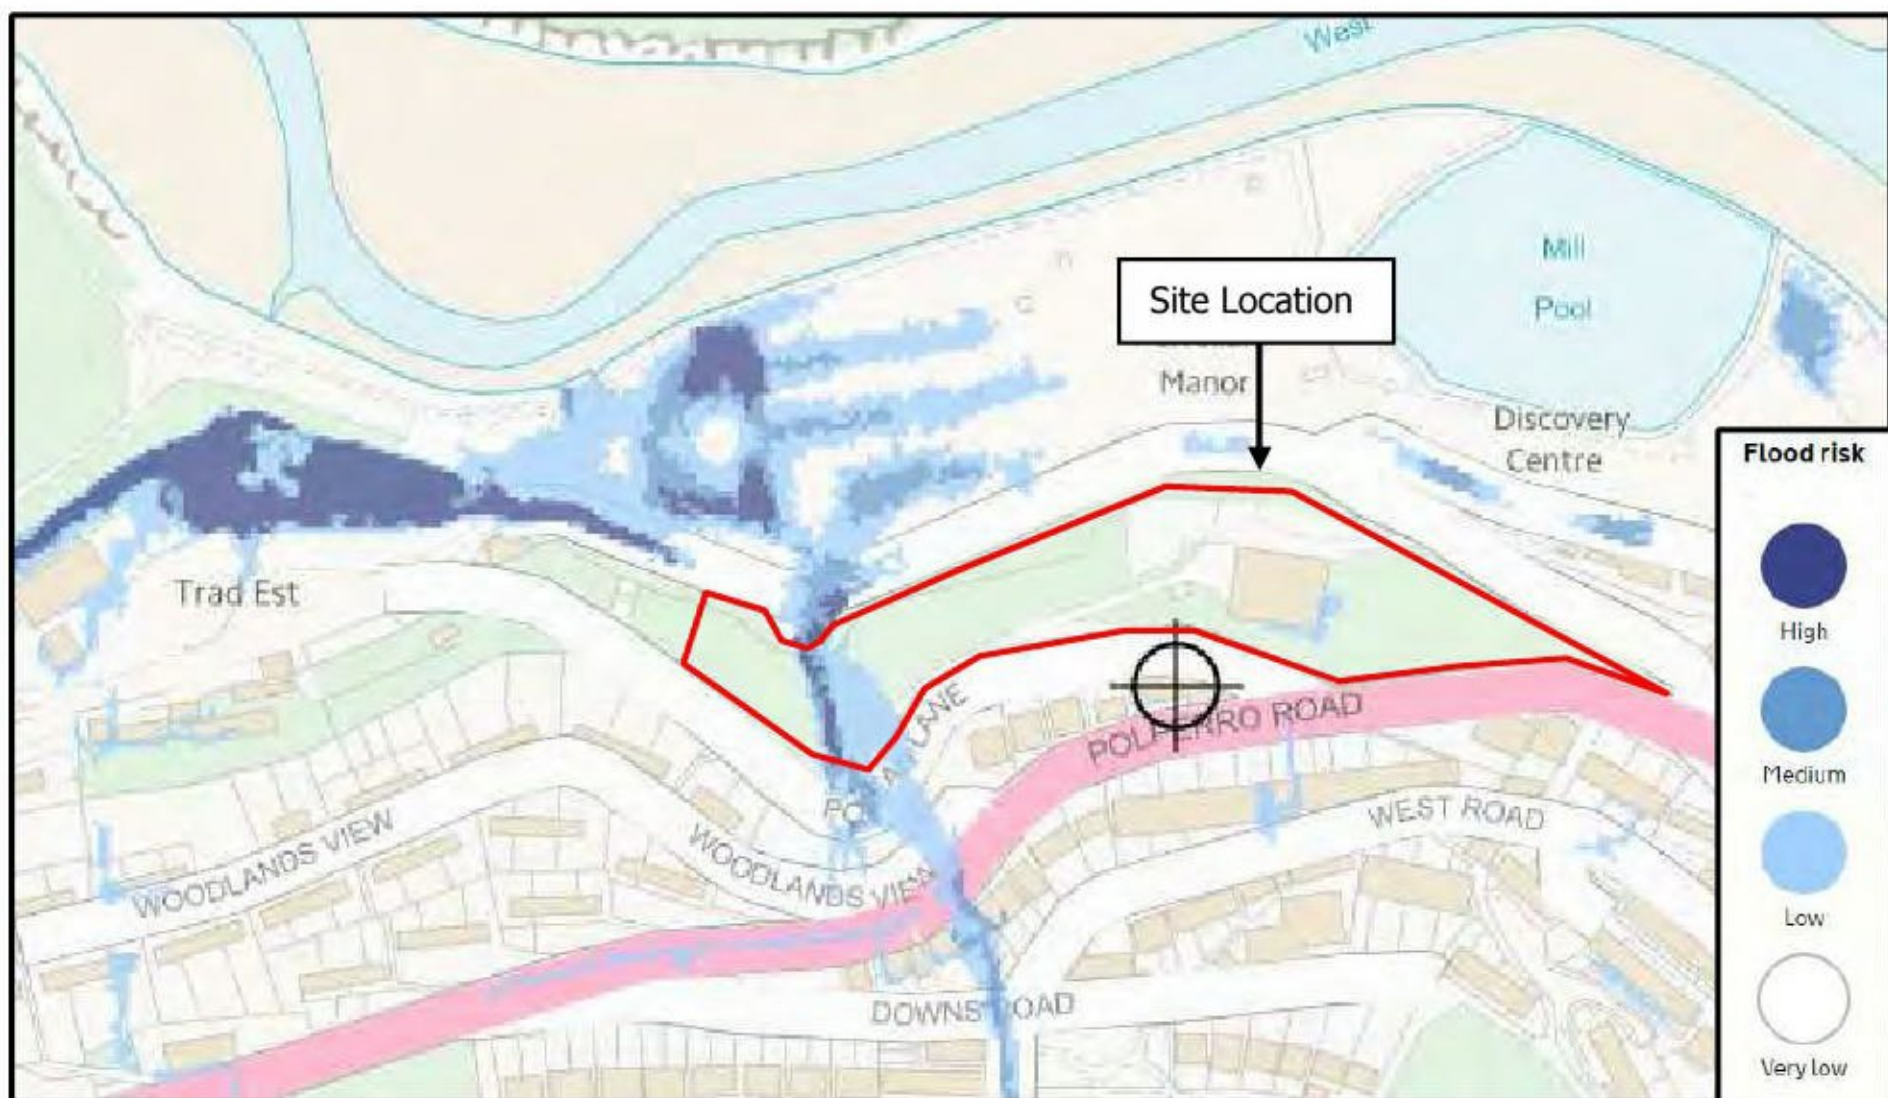 West
Mill
Pool
Site Location
Manor
Discovery
Centre
Flood risk
High
Medium
Low
Very low
Trad Est
LANE
POLPERRO ROAD
WEST ROAD
WOODLANDS VIEW
WOODLANDS VIEW
DOWNS ROAD